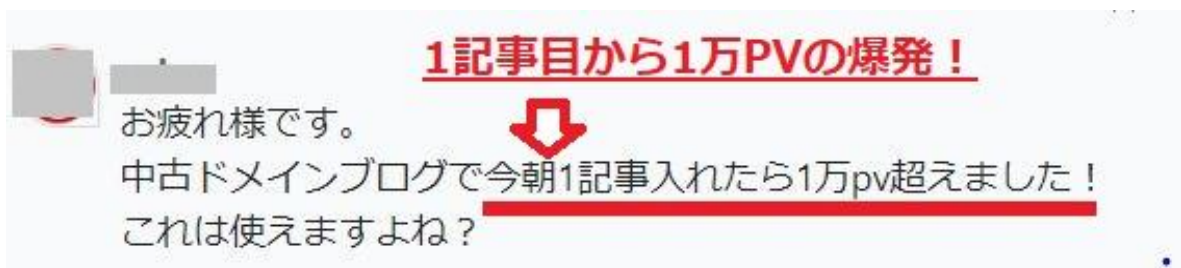 1記事目から1万PVの爆発！
お疲れ様です。
中古ドメインブログで今朝1記事入れたら1万pv超えました！
これは使えますよね？